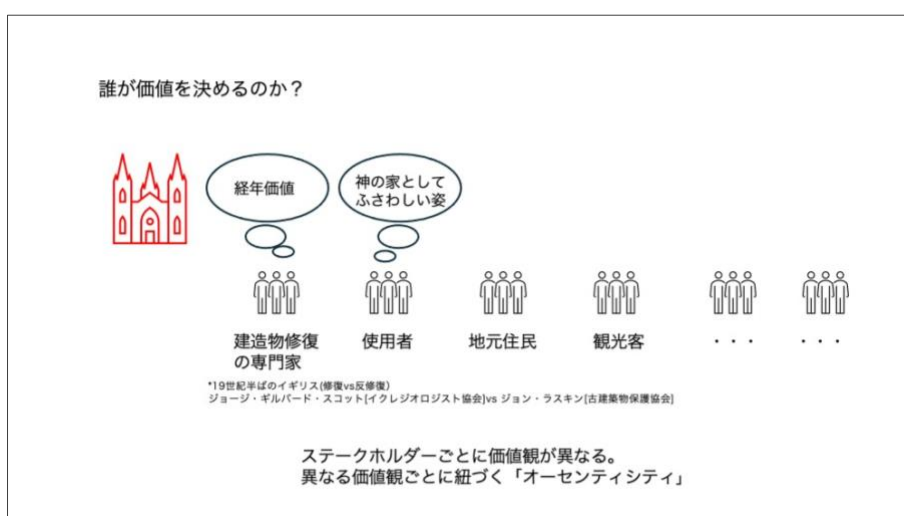 誰が価値を決めるのか？
経年価値
神の家として
ふさわしい姿
建造物修復
の専門家
使用者
地元住民
観光客
・・・
・・・
*19世紀半ばのイギリス(修復vs反修復）
ジョージ・ギルバード・スコット[イクレジオロジスト協会]vs ジョン・ラスキン[古建築物保護協会]
ステークホルダーごとに価値観が異なる。
異なる価値観ごとに紐づく「オーセンティシティ」